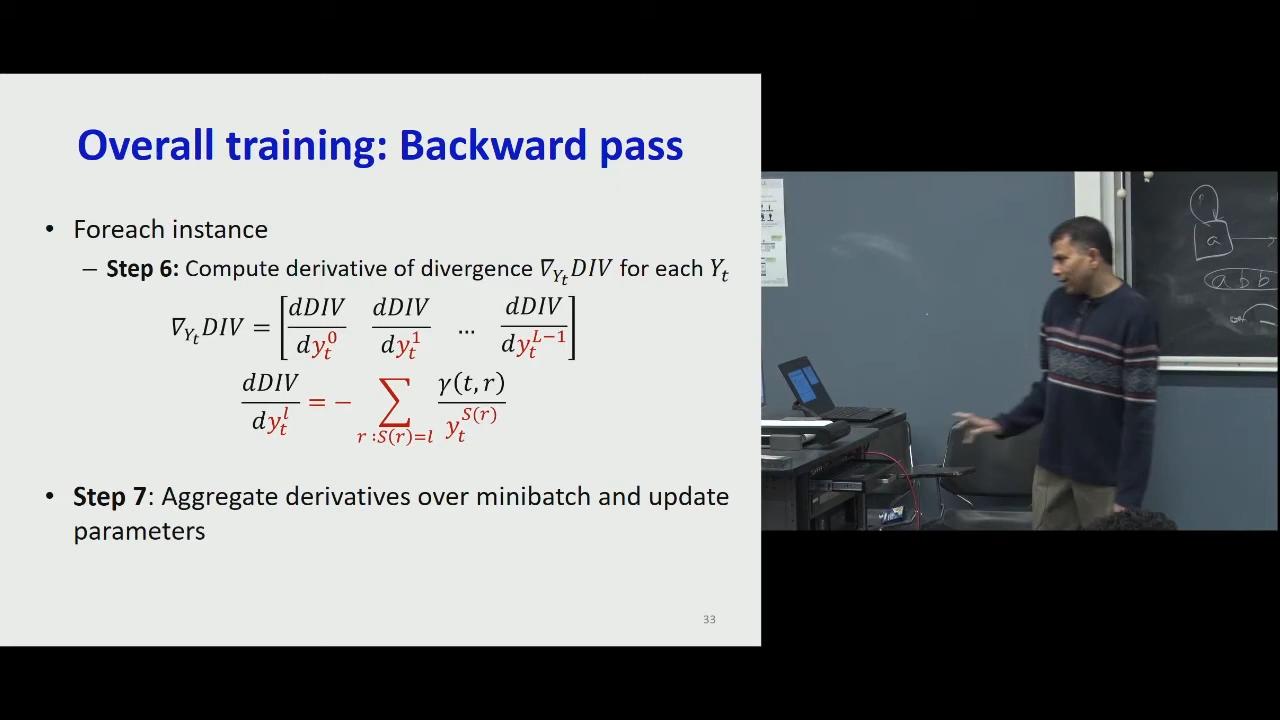 Overall training: Backward pass
• Foreach instance
– Step 6: Compute derivative of divergence ∇_{Y_t}DIV for each Y_t
∇_{Y_t}DIV = [dDIV/dy_t^0 dDIV/dy_t^1 … dDIV/dy_t^{L-1}]
dDIV/dy_t^l = − ∑_{r :S(r)=l} γ(t, r)/y_t^{S(r)}
• Step 7: Aggregate derivatives over minibatch and update
parameters
33
a
a b b